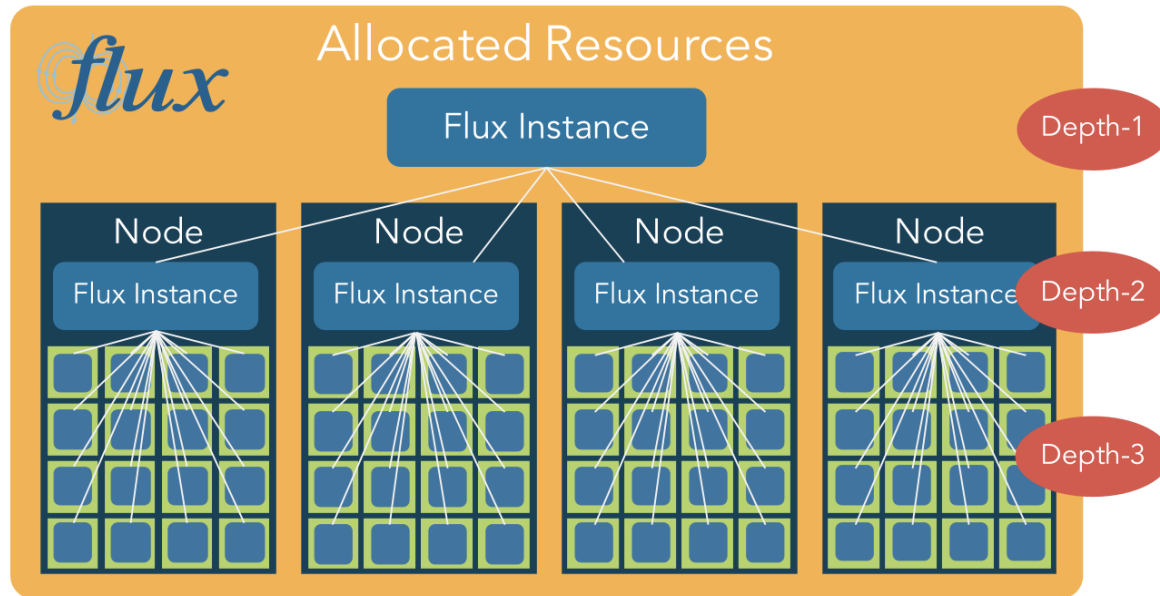 flux
Allocated Resources
Flux Instance
Depth-1
Node
Node
Node
Node
Flux Instance
Flux Instance
Flux Instance
Flux Instance
Depth-2
Depth-3